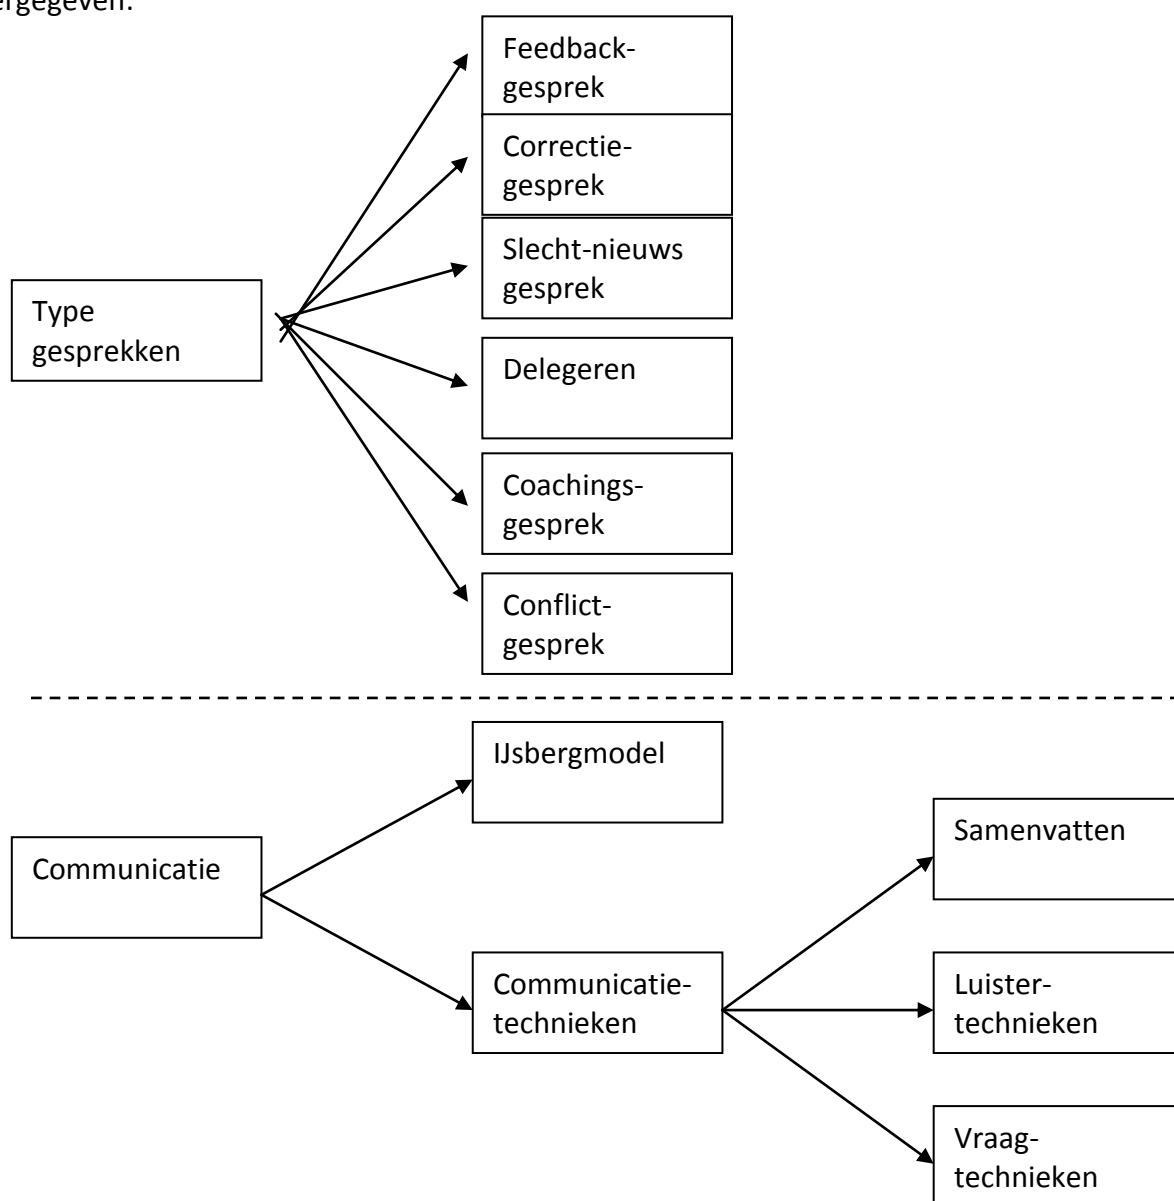 ergegeven:
Feedback-
gesprek
Correctie-
gesprek
Slecht-nieuws
gesprek
Type
gesprekken
Delegeren
Coachings-
gesprek
Conflict-
gesprek
IJsbergmodel
Communicatie
Samenvatten
Communicatie-
technieken
Luister-
technieken
Vraag-
technieken